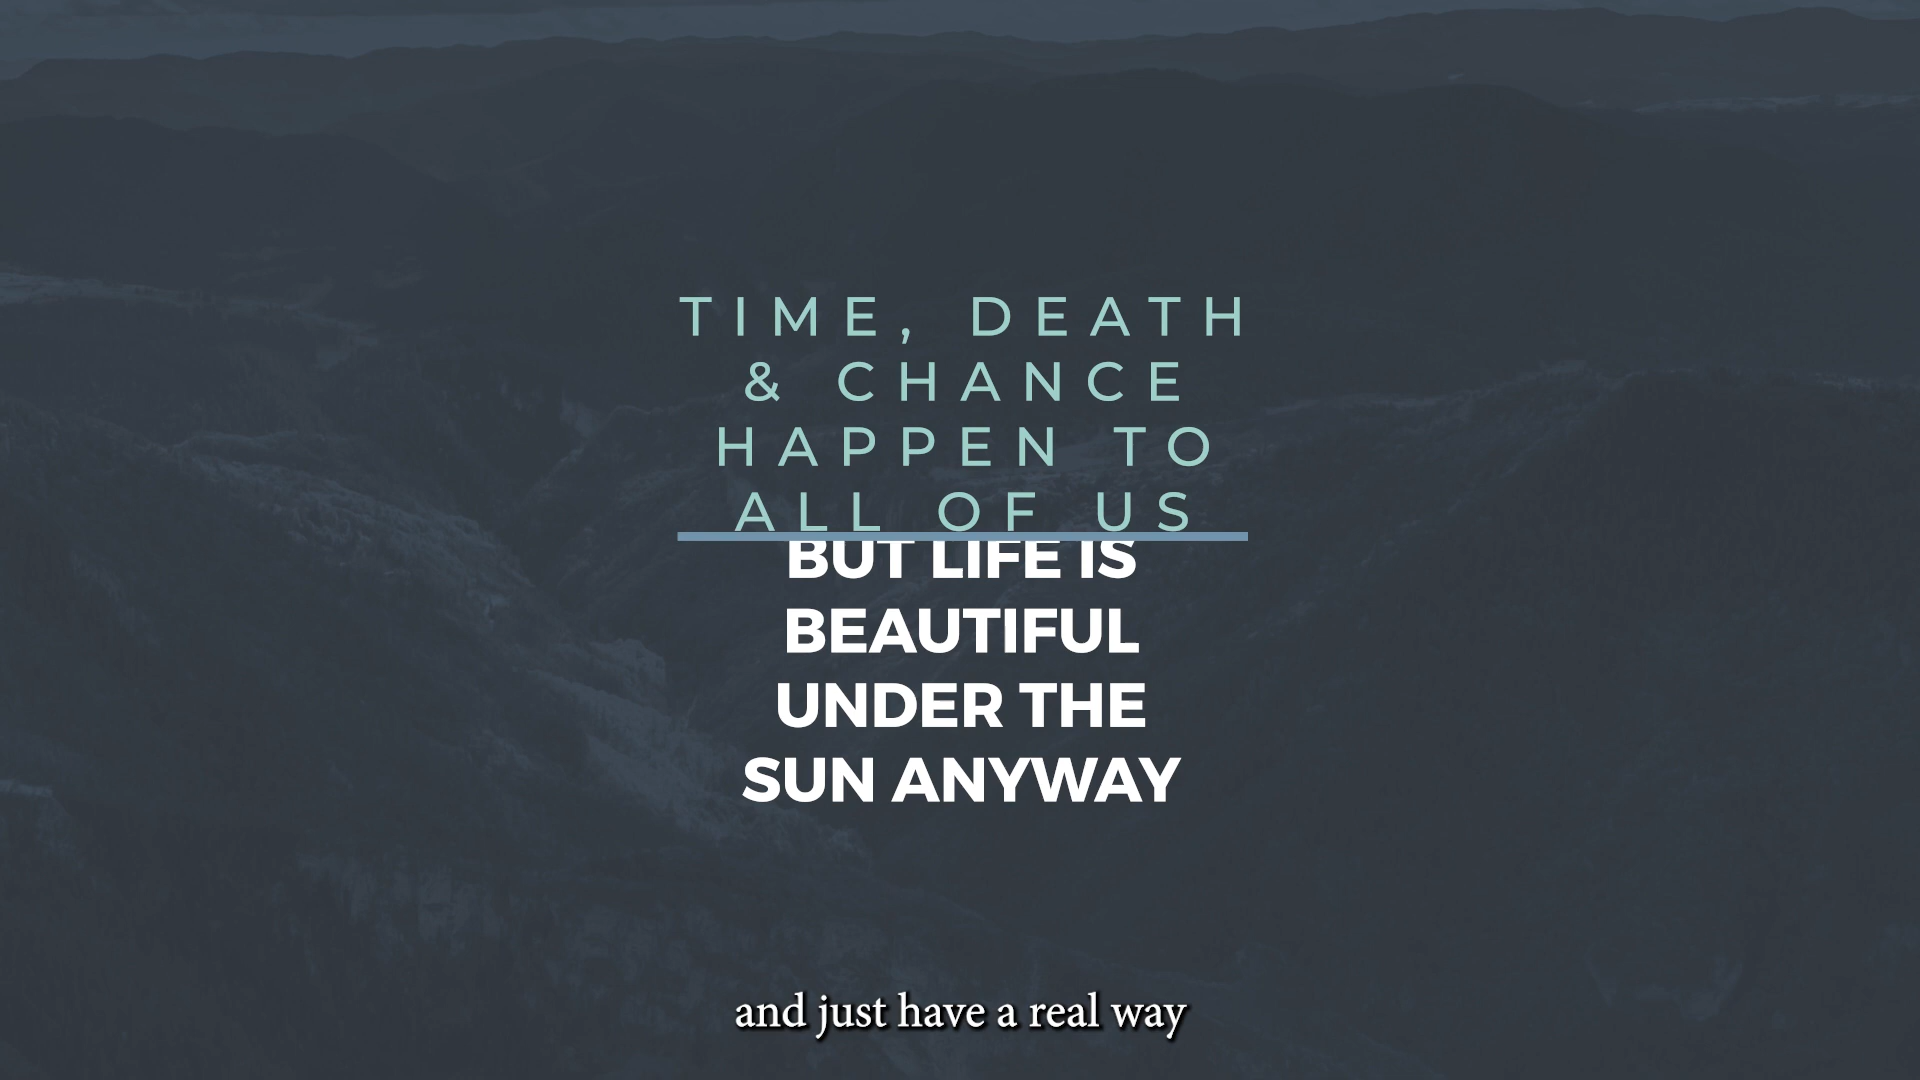 TIME, DEATH
& CHANCE
HAPPEN TO
ALL OF US
BUT LIFE IS
BEAUTIFUL
UNDER THE
SUN ANYWAY
and just have a real way